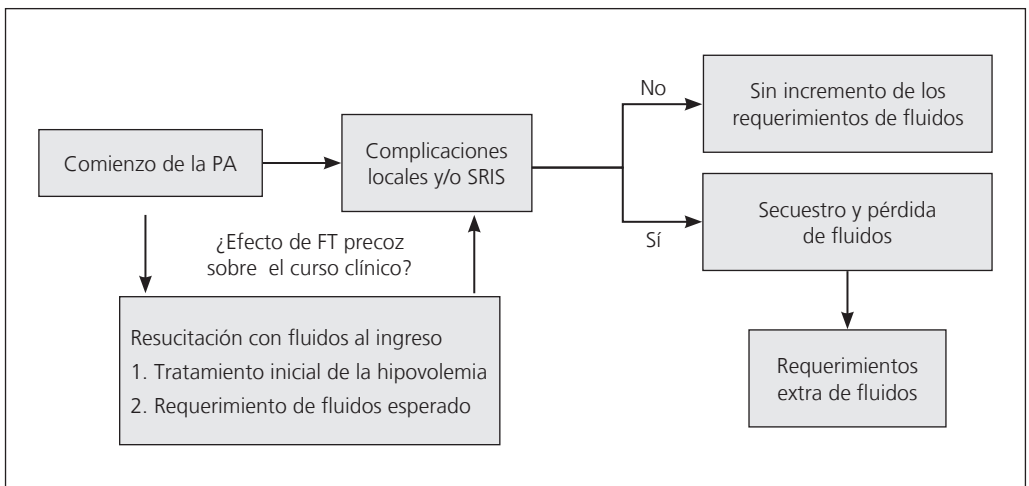 Comienzo de la PA
Complicaciones
locales y/o SRIS
No
Sin incremento de los
requerimientos de fluidos
Sí
Secuestro y pérdida
de fluidos
Requerimientos
extra de fluidos
¿Efecto de FT precoz
sobre el curso clínico?
Resucitación con fluidos al ingreso
1. Tratamiento inicial de la hipovolemia
2. Requerimiento de fluidos esperado